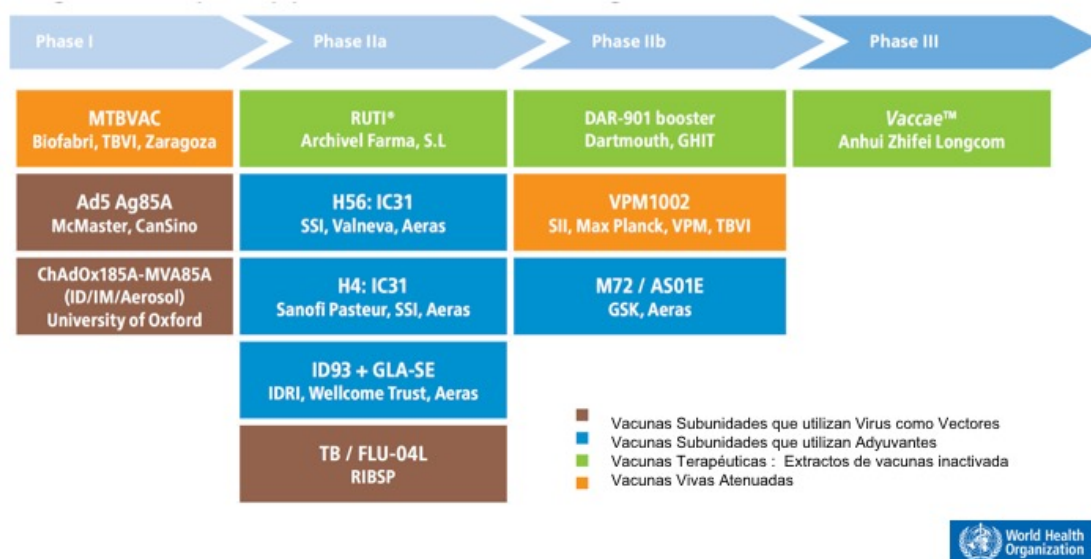 Phase I
Phase IIa
Phase IIb
Phase III
MTBVAC
Biofabri, TBVI, Zaragoza
RUTI®
Archivel Farma, S.L
DAR-901 booster
Dartmouth, GHIT
Vaccae™
Anhui Zhifei Longcom
Ad5 Ag85A
McMaster, CanSino
H56: IC31
SSI, Valneva, Aeras
VPM1002
SII, Max Planck, VPM, TBVI
ChAdOx185A-MVA85A
(ID/IM/Aerosol)
University of Oxford
H4: IC31
Sanofi Pasteur, SSI, Aeras
M72 / AS01E
GSK, Aeras
ID93 + GLA-SE
IDRI, Wellcome Trust, Aeras
TB / FLU-04L
RIBSP
Vacunas Subunidades que utilizan Virus como Vectores
Vacunas Subunidades que utilizan Adyuvantes
Vacunas Terapéuticas : Extractos de vacunas inactivada
Vacunas Vivas Atenuadas
World Health
Organization